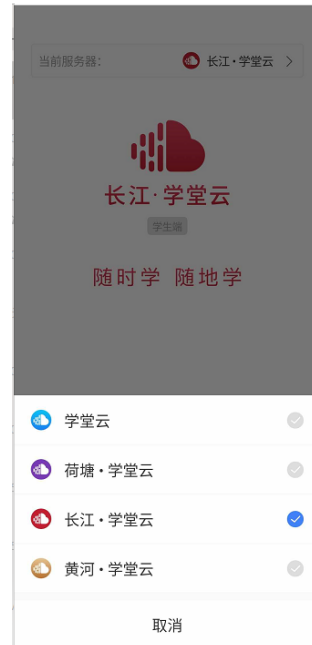 当前服务器:
长江·学堂云
长江·学堂云
学生端
随时学 随地学
学堂云
荷塘·学堂云
长江·学堂云
黄河·学堂云
取消